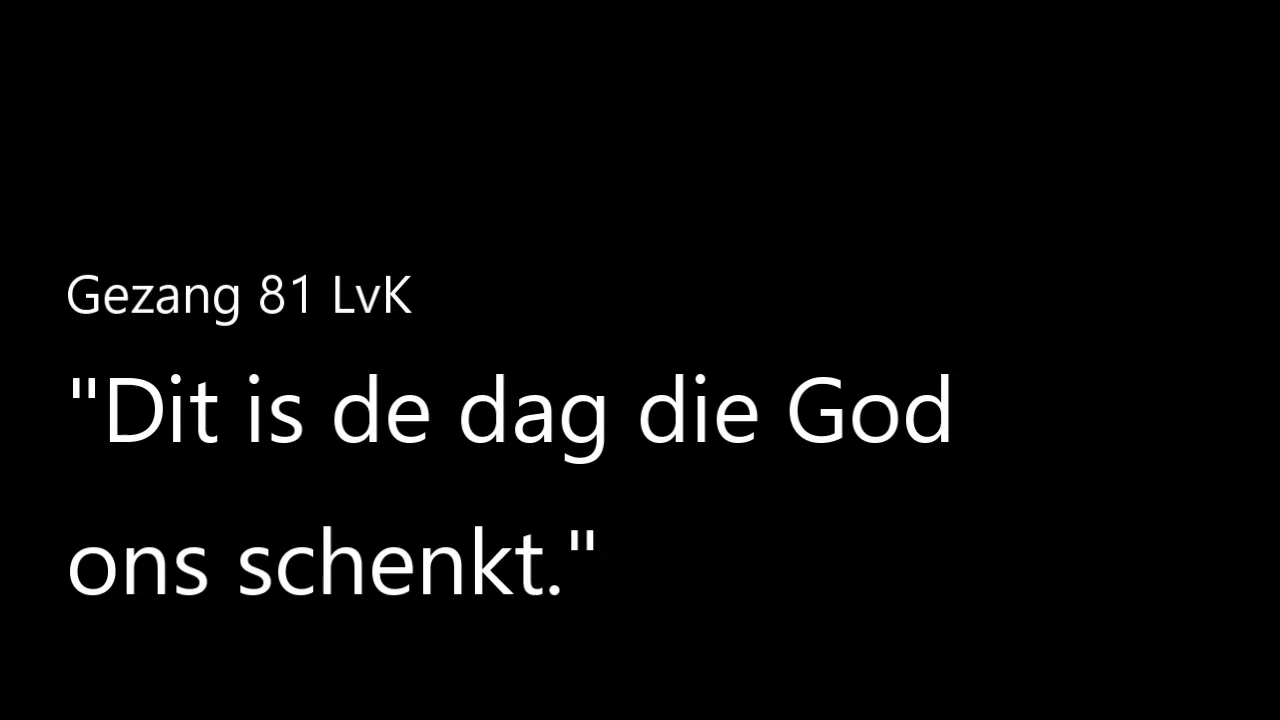 Gezang 81 LvK
"Dit is de dag die God
ons schenkt."